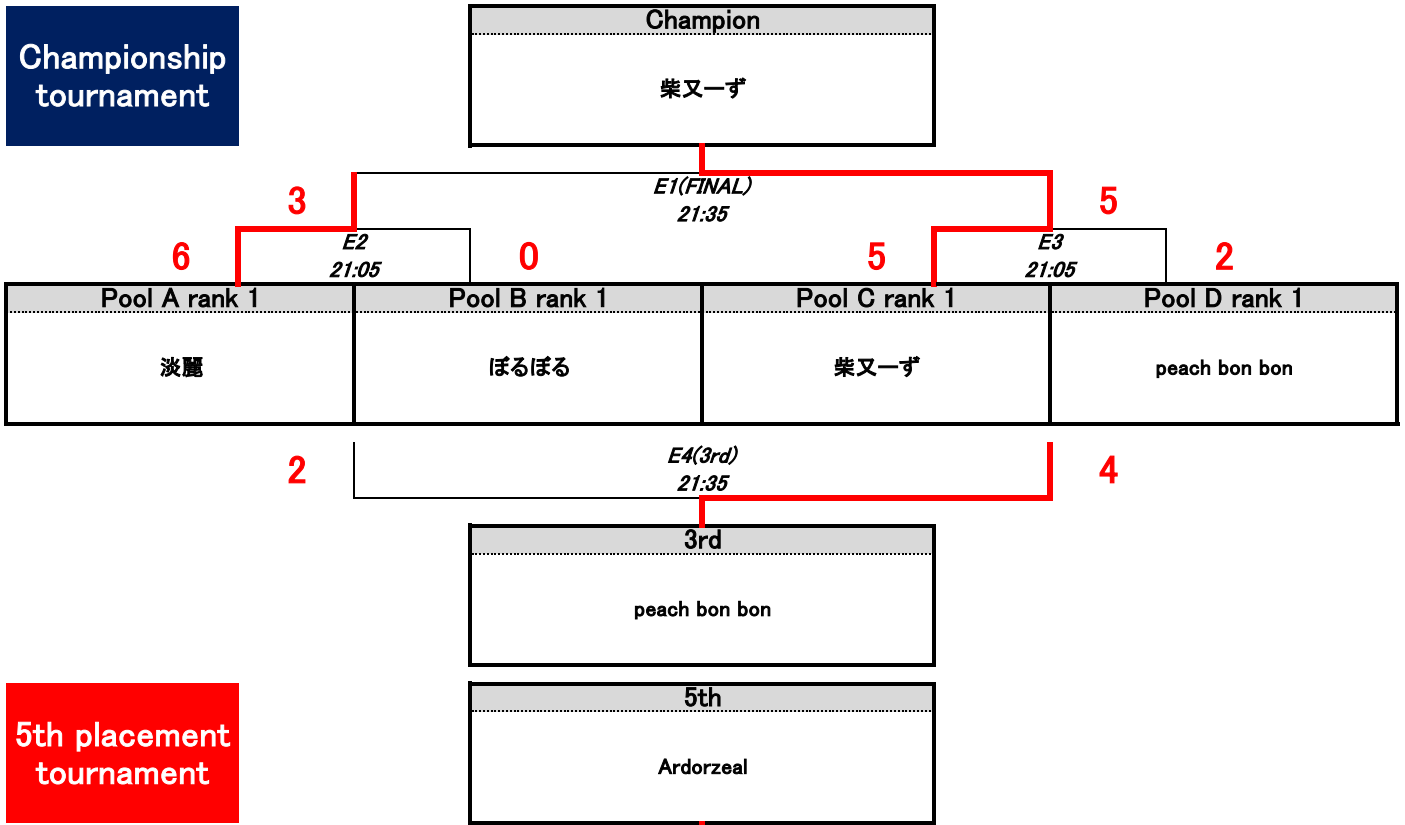 Championship
tournament
Champion
柴又一ず
3
E1(FINAL)
21:35
5
6
E2
21:05
0
5
E3
21:05
2
Pool A rank 1
Pool B rank 1
Pool C rank 1
Pool D rank 1
淡麗
ぼるぼる
柴又一ず
peach bon bon
2
E4(3rd)
21:35
4
3rd
peach bon bon
5th placement
tournament
5th
Ardorzeal